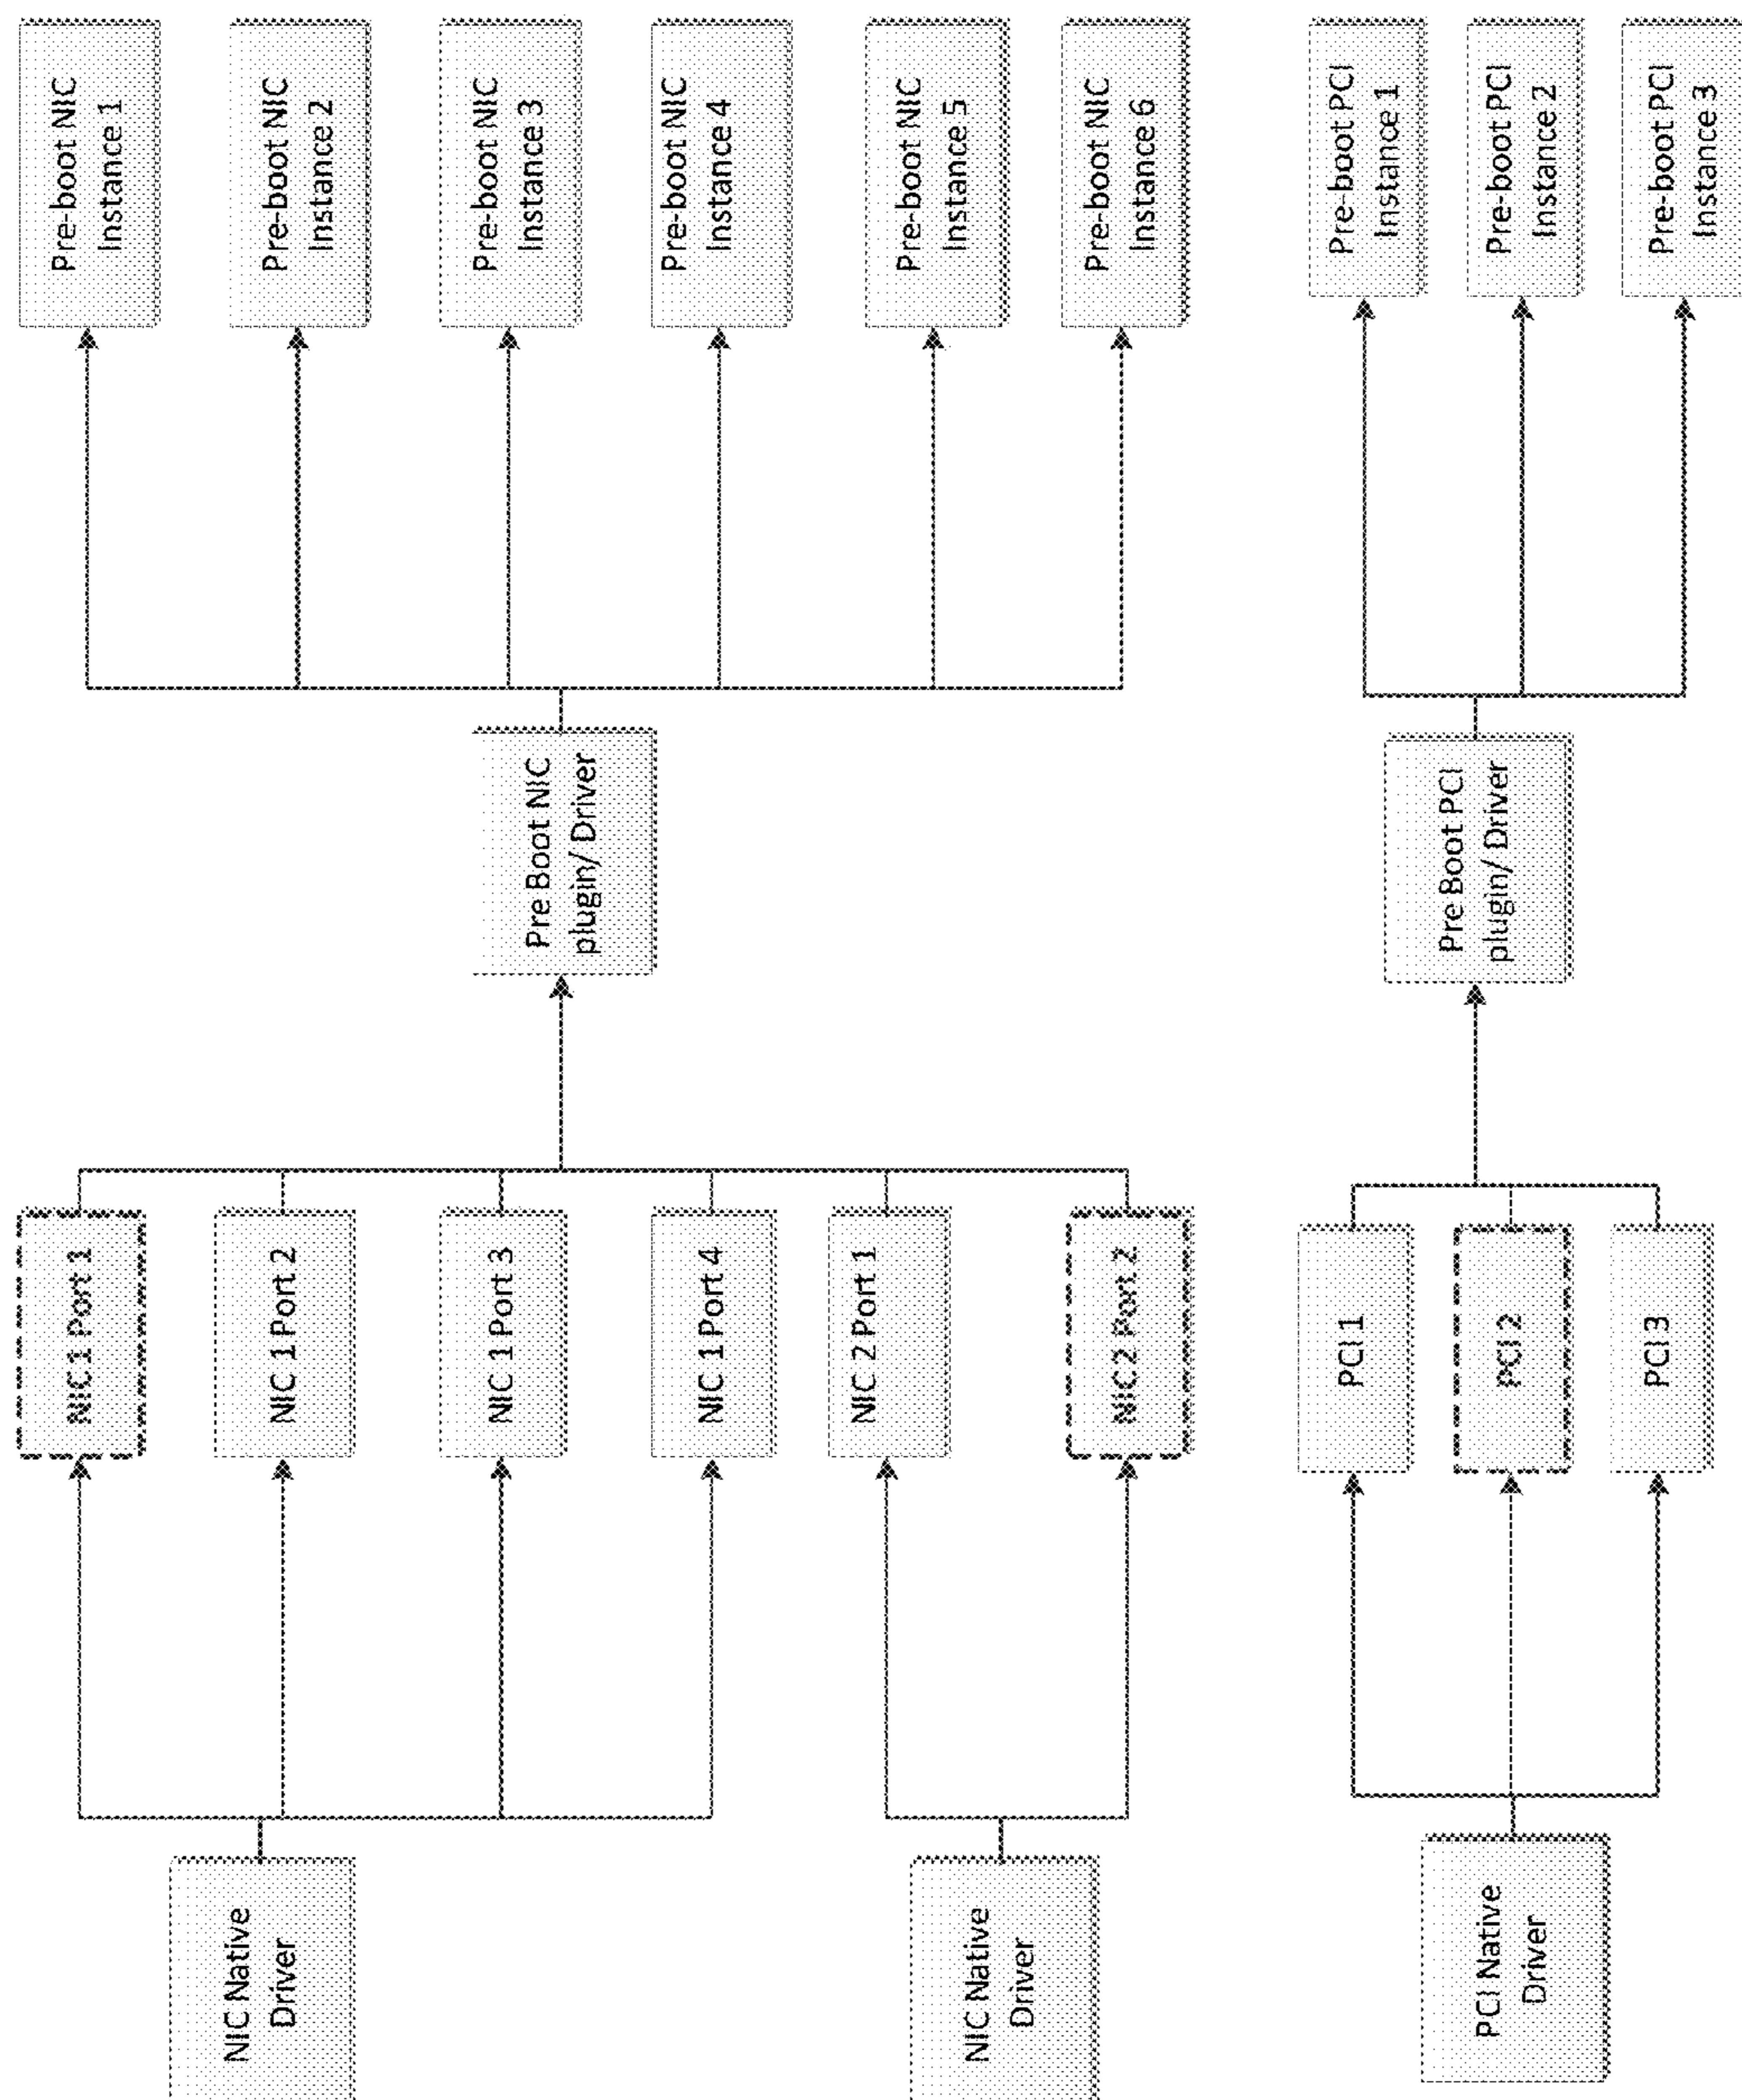 NIC Native
Driver
NIC1 Port 1
NIC 1 Port 2
NIC 1 Port 3
NIC 1 Port 4
NIC Native
Driver
NIC 2 Port 1
NIC2 Port 2
Pre Boot NIC
plugin/ Driver
Pre-boot NIC
Instance 1
Pre-boot NIC
Instance 2
Pre-boot NIC
Instance 3
Pre-boot NIC
Instance 4
Pre-boot NIC
Instance 5
Pre-boot NIC
Instance 6
PCI Native
Driver
PCI 1
PCI 2
PCI 3
Pre Boot PCI
plugin/ Driver
Pre-boot PCI
Instance 1
Pre-boot PCI
Instance 2
Pre-boot PCI
Instance 3